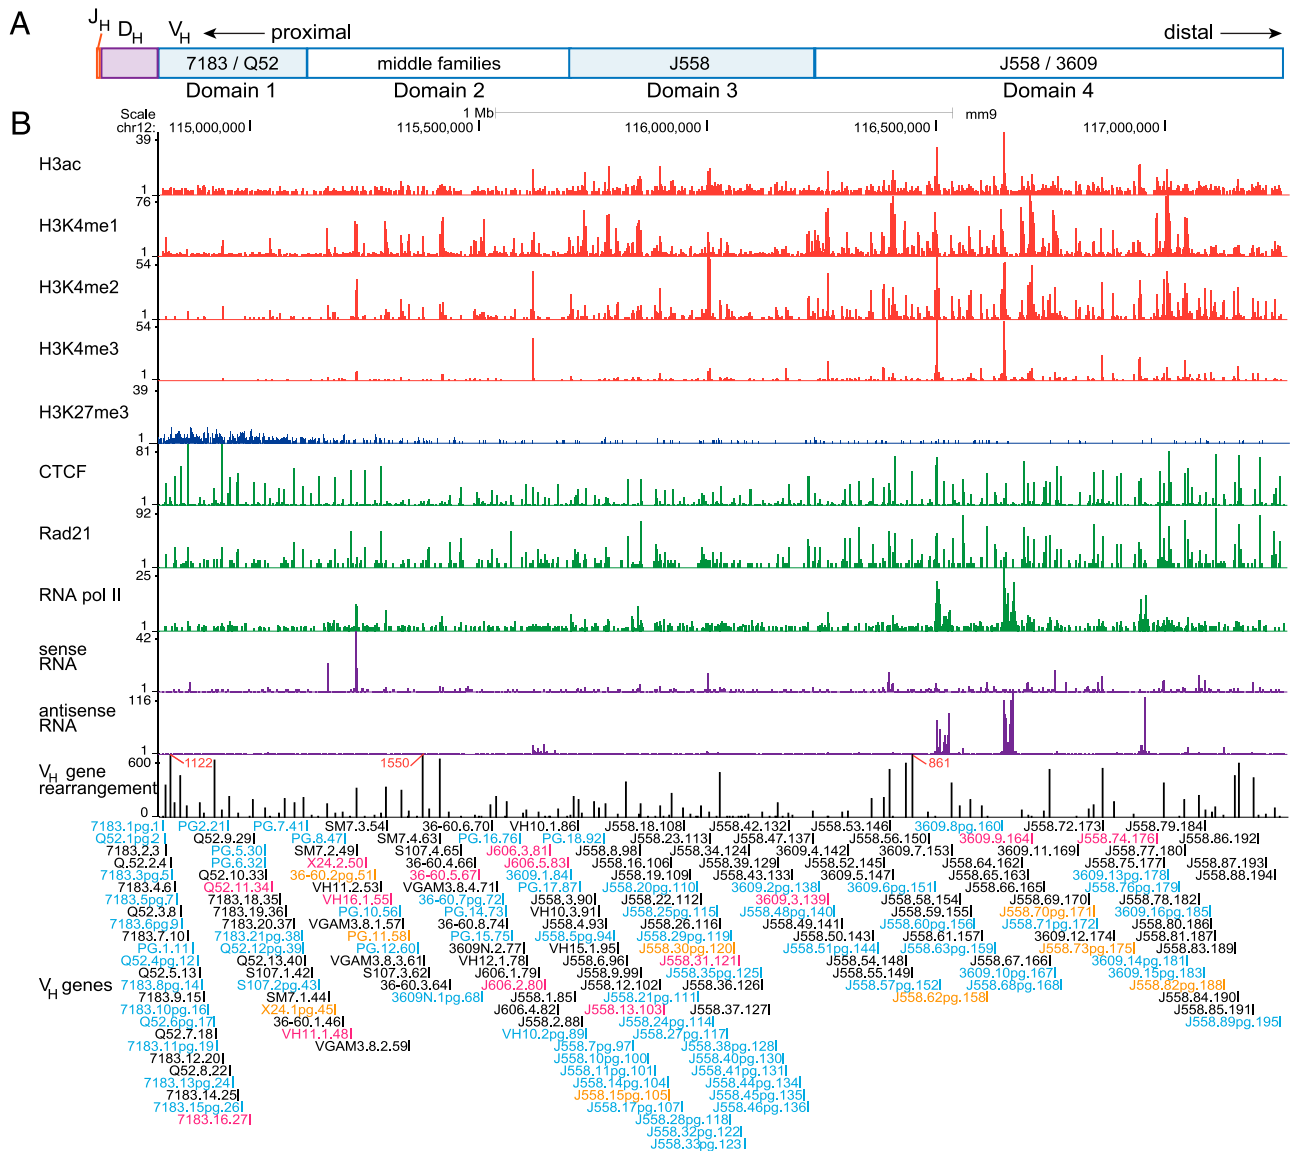 A
J H D H V H proximal distal
7183 / Q52 middle families J558 J558 / 3609
Domain 1 Domain 2 Domain 3 Domain 4
B
Scale 1 Mb mm9
chr12: 115,000,000 115,500,000 116,000,000 116,500,000 117,000,000
39
H3ac
1
76
H3K4me1
1
54
H3K4me2
1
54
H3K4me3
1
39
H3K27me3
1
81
CTCF
1
92
Rad21
1
25
RNA pol II
1
42
sense
RNA
1
116
antisense
RNA
1
600 1122 1550 861
V H gene
rearrangement
0
7183.1pg.1 PG2.21 PG.7.41 SM7.3.54 36-60.6.70 VH10.1.86 J558.18.108 J558.42.132 J558.53.146 3609.8pg.160 J558.72.173 J558.79.184
Q52.1pg.2 Q52.9.29 PG.8.47 SM7.4.63 PG.16.76 PG.18.92 J558.23.113 J558.47.137 J558.56.150 3609.9.164 J558.74.176 J558.86.192
7183.2.3 PG.5.30 SM7.2.49 S107.4.65 J606.3.81 J558.8.98 J558.34.124 3609.4.142 3609.7.153 3609.11.169 J558.77.180
Q52.2.4 PG.6.32 X24.2.50 36-60.4.66 J606.5.83 J558.16.106 J558.39.129 J558.52.145 J558.64.162 J558.75.177 J558.87.193
7183.3pg.5 Q52.10.33 36-60.2pg.51 36-60.5.67 3609.1.84 J558.19.109 J558.43.133 3609.5.147 J558.65.163 3609.13pg.178 J558.88.194
7183.4.6 Q52.11.34 VH11.2.53 VGAM3.8.4.71 PG.17.87 J558.20pg.110 3609.2pg.138 3609.6pg.151 J558.66.165 J558.76pg.179
7183.5pg.7 7183.18.35 VH16.1.55 36-60.7pg.72 J558.3.90 J558.22.112 3609.3.139 J558.58.154 J558.69.170 J558.78.182
Q52.3.8 7183.19.36 PG.10.56 PG.14.73 VH10.3.91 J558.25pg.115 J558.48pg.140 J558.59.155 J558.70pg.171 3609.16pg.185
7183.6pg.9 7183.20.37 VGAM3.8.1.57 36-60.8.74 J558.4.93 J558.26.116 J558.49.141 J558.60pg.156 J558.71pg.172 J558.80.186
7183.7.10 7183.21pg.38 PG.11.58 PG.15.75 J558.5pg.94 J558.29pg.119 J558.50.143 J558.61.157 3609.12.174 J558.81.187
PG.1.11 Q52.12pg.39 PG.12.60 3609N.2.77 VH15.1.95 J558.30pg.120 J558.51pg.144 J558.63pg.159 J558.73pg.175 J558.83.189
Q52.4pg.12 Q52.13.40 VGAM3.8.3.61 VH12.1.78 J558.6.96 J558.31.121 J558.54.148 J558.67.166 3609.14pg.181
Q52.5.13 S107.1.42 S107.3.62 J606.1.79 J558.9.99 J558.35pg.125 J558.55.149 3609.10pg.167 3609.15pg.183
V H genes 7183.8pg.14 S107.2pg.43 36-60.3.64 J606.2.80 J558.12.102 J558.36.126 J558.57pg.152 J558.68pg.168 J558.82pg.188
7183.9.15 SM7.1.44 3609N.1pg.68 J558.1.85 J558.21pg.111 J558.62pg.158 J558.84.190
7183.10pg.16 X24.1pg.45 J606.4.82 J558.13.103 J558.37.127 J558.85.191
Q52.6pg.17 36-60.1.46 J558.2.88 J558.24pg.114 J558.89pg.195
Q52.7.18 VH11.1.48 VH10.2pg.89 J558.27pg.117
7183.11pg.19 VGAM3.8.2.59 J558.7pg.97 J558.38pg.128
7183.12.20 J558.10pg.100 J558.40pg.130
Q52.8.22 J558.11pg.101 J558.41pg.131
7183.13pg.24 J558.14pg.104 J558.44pg.134
7183.14.25 J558.15pg.105 J558.45pg.135
7183.15pg.26 J558.17pg.107 J558.46pg.136
7183.16.27 J558.28pg.118
J558.32pg.122
J558.33pg.123